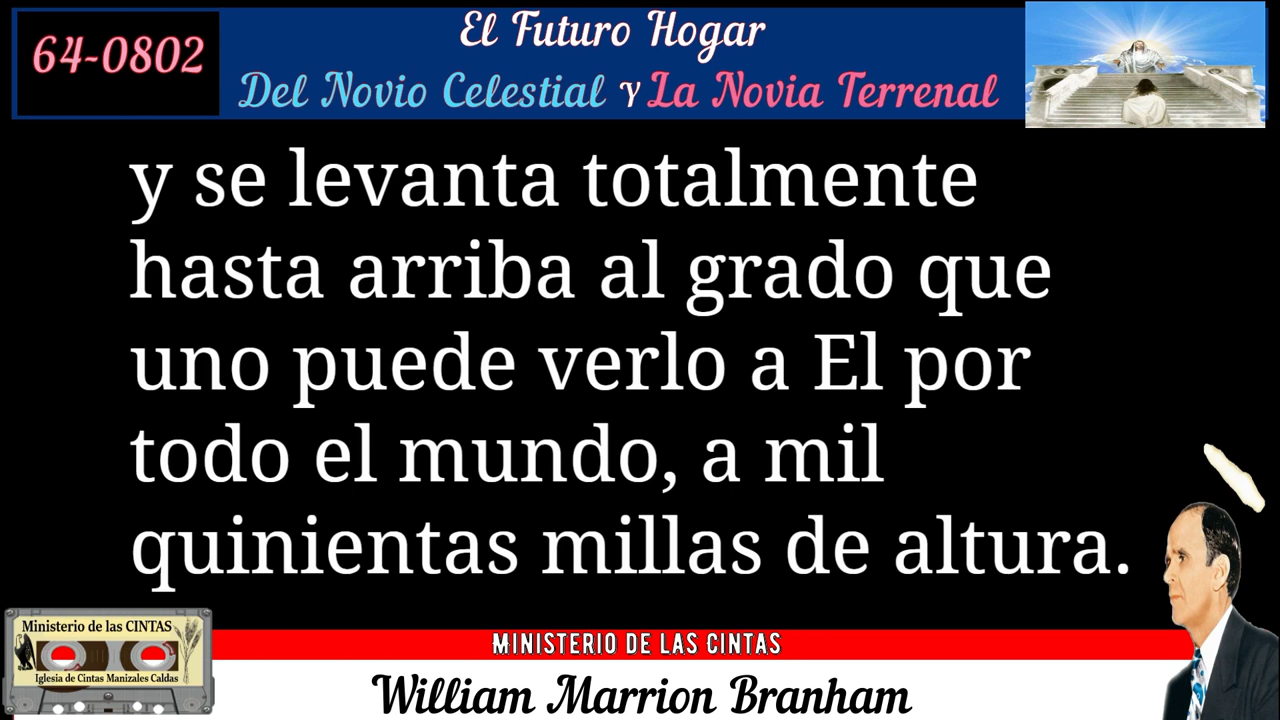 64-0802
El Futuro Hogar
Del Novio Celestial Y La Novia Terrenal
y se levanta totalmente
hasta arriba al grado que
uno puede verlo a El por
todo el mundo, a mil
quinientas millas de altura.
Ministerio de las CINTAS
Iglesia de Cintas Manizales Caldas
MINISTERIO DE LAS CINTAS
William Marrion Branham